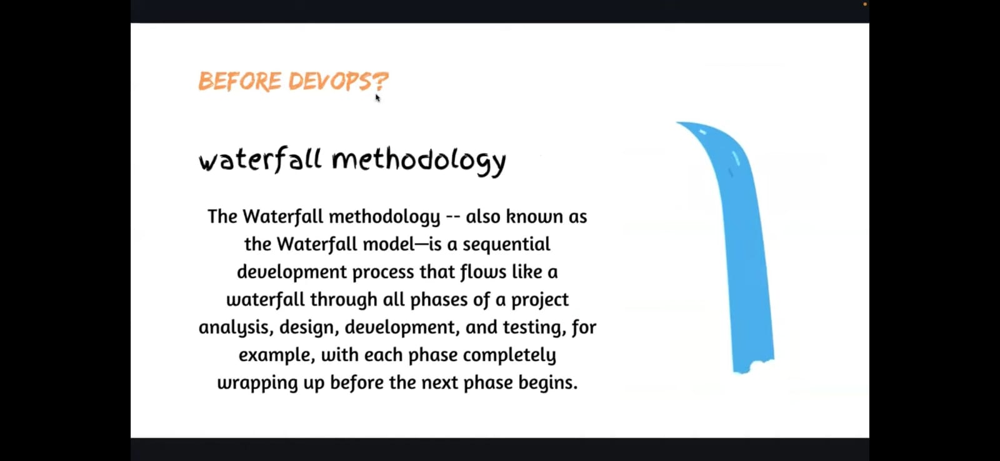 BEFORE DEVOPS?
waterfall methodology
The Waterfall methodology -- also known as
the Waterfall model—is a sequential
development process that flows like a
waterfall through all phases of a project
analysis, design, development, and testing, for
example, with each phase completely
wrapping up before the next phase begins.